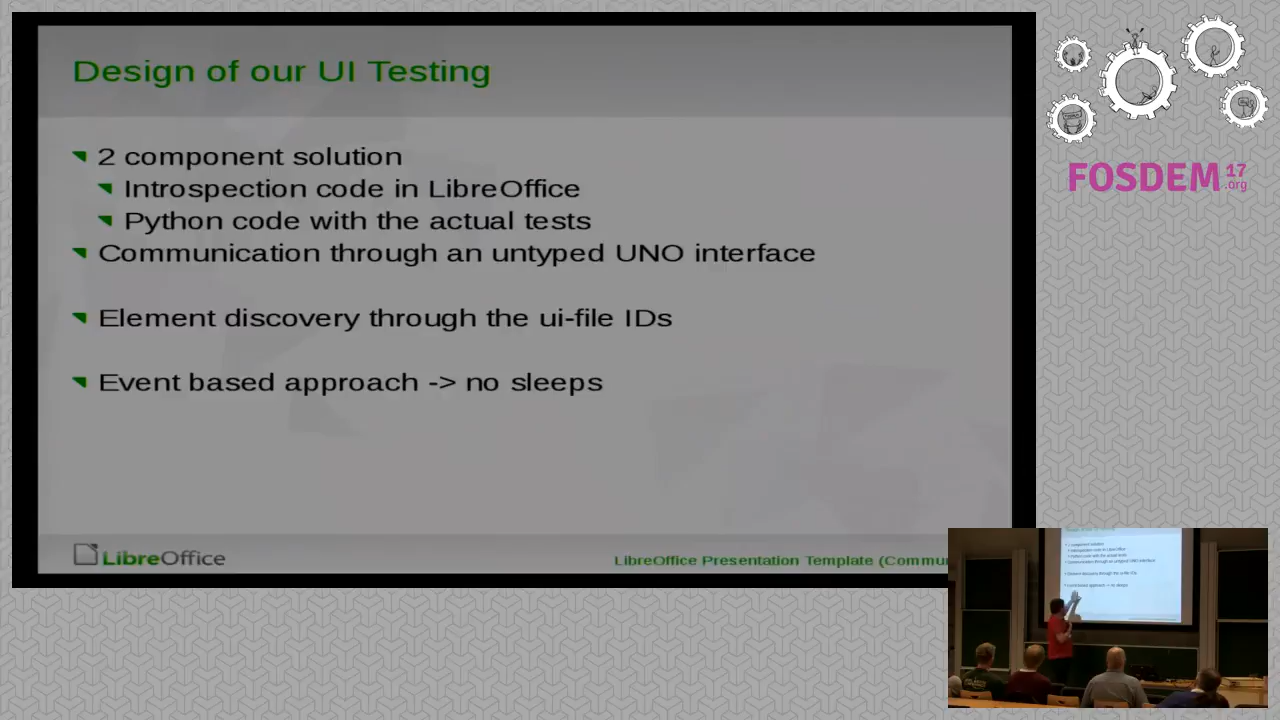 Design of our UI Testing
2 component solution
Introspection code in LibreOffice
Python code with the actual tests
Communication through an untyped UNO interface
Element discovery through the ui-file IDs
Event based approach -> no sleeps
LibreOffice
LibreOffice Presentation Template (Commu
FOSDEM 17
.org